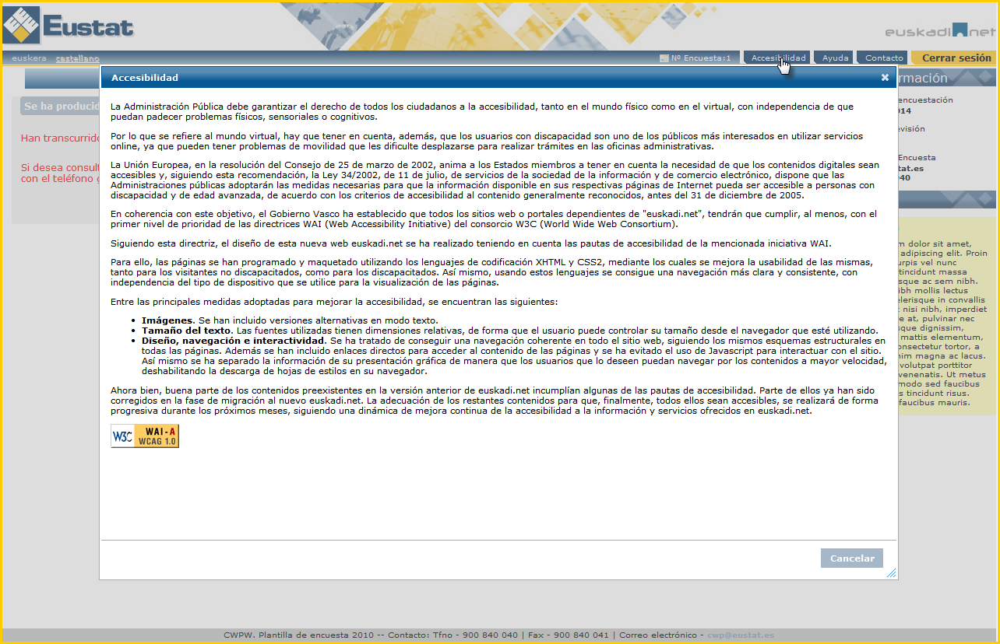 Eustat
euskadi net
euskera castellano
Nº Encuesta:1 Accesibilidad Ayuda Contacto Cerrar sesión
Accesibilidad
La Administración Pública debe garantizar el derecho de todos los ciudadanos a la accesibilidad, tanto en el mundo físico como en el virtual, con independencia de que
puedan padecer problemas físicos, sensoriales o cognitivos.
Por lo que se refiere al mundo virtual, hay que tener en cuenta, además, que los usuarios con discapacidad son uno de los públicos más interesados en utilizar servicios
online, ya que pueden tener problemas de movilidad que les dificulte desplazarse para realizar trámites en las oficinas administrativas.
La Unión Europea, en la resolución del Consejo de 25 de marzo de 2002, anima a los Estados miembros a tener en cuenta la necesidad de que los contenidos digitales sean
accesibles y, siguiendo esta recomendación, la Ley 34/2002, de 11 de julio, de servicios de la sociedad de la información y de comercio electrónico, dispone que las
Administraciones públicas adoptarán las medidas necesarias para que la información disponible en sus respectivas páginas de Internet pueda ser accesible a personas con
discapacidad y de edad avanzada, de acuerdo con los criterios de accesibilidad al contenido generalmente reconocidos, antes del 31 de diciembre de 2005.
En coherencia con este objetivo, el Gobierno Vasco ha establecido que todos los sitios web o portales dependientes de "euskadi.net", tendrán que cumplir, al menos, con el
primer nivel de prioridad de las directrices WAI (Web Accessibility Initiative) del consorcio W3C (World Wide Web Consortium).
Siguiendo esta directriz, el diseño de esta nueva web euskadi.net se ha realizado teniendo en cuenta las pautas de accesibilidad de la mencionada iniciativa WAI.
Para ello, las páginas se han programado y maquetado utilizando los lenguajes de codificación XHTML y CSS2, mediante los cuales se mejora la usabilidad de las mismas,
tanto para los visitantes no discapacitados, como para los discapacitados. Así mismo, usando estos lenguajes se consigue una navegación más clara y consistente, con
independencia del tipo de dispositivo que se utilice para la visualización de las páginas.
Entre las principales medidas adoptadas para mejorar la accesibilidad, se encuentran las siguientes:
• Imágenes. Se han incluido versiones alternativas en modo texto.
• Tamaño del texto. Las fuentes utilizadas tienen dimensiones relativas, de forma que el usuario puede controlar su tamaño desde el navegador que esté utilizando.
• Diseño, navegación e interactividad. Se ha tratado de conseguir una navegación coherente en todo el sitio web, siguiendo los mismos esquemas estructurales en
todas las páginas. Además se han incluido enlaces directos para acceder al contenido de las páginas y se ha evitado el uso de Javascript para interactuar con el sitio.
Así mismo se ha separado la información de su presentación gráfica de manera que los usuarios que lo deseen puedan navegar por los contenidos a mayor velocidad,
deshabilitando la descarga de hojas de estilos en su navegador.
Ahora bien, buena parte de los contenidos preexistentes en la versión anterior de euskadi.net incumplían algunas de las pautas de accesibilidad. Parte de ellos ya han sido
corregidos en la fase de migración al nuevo euskadi.net. La adecuación de los restantes contenidos para que, finalmente, todos ellos sean accesibles, se realizará de forma
progresiva durante los próximos meses, siguiendo una dinámica de mejora continua de la accesibilidad a la información y servicios ofrecidos en euskadi.net.
W3C WAI-A
WCAG 1.0
Cancelar
Se ha producid
Han transcurrido
Si desea consult
con el teléfono
rmación
encuestación
014
evisión
Encuesta
tat.es
040
m dolor sit amet,
adipiscing elit. Proin
urpis vel nunc
tincidunt massa
sque ac sem nibh.
ibh mollis lectus
elerisque in convallis
nisi nibh, imperdiet
e at, pulvinar nec
sque dignissim,
mattis elementum,
onsectetur tortor, a
nim magna ac lacus.
volutpat porttitor
venenatis. Ut metus
modo sed faucibus
s tincidunt risus.
faucibus mauris.
CWPW. Plantilla de encuesta 2010 -- Contacto: Tfno - 900 840 040 | Fax - 900 840 041 | Correo electrónico - cwp@eustat.es